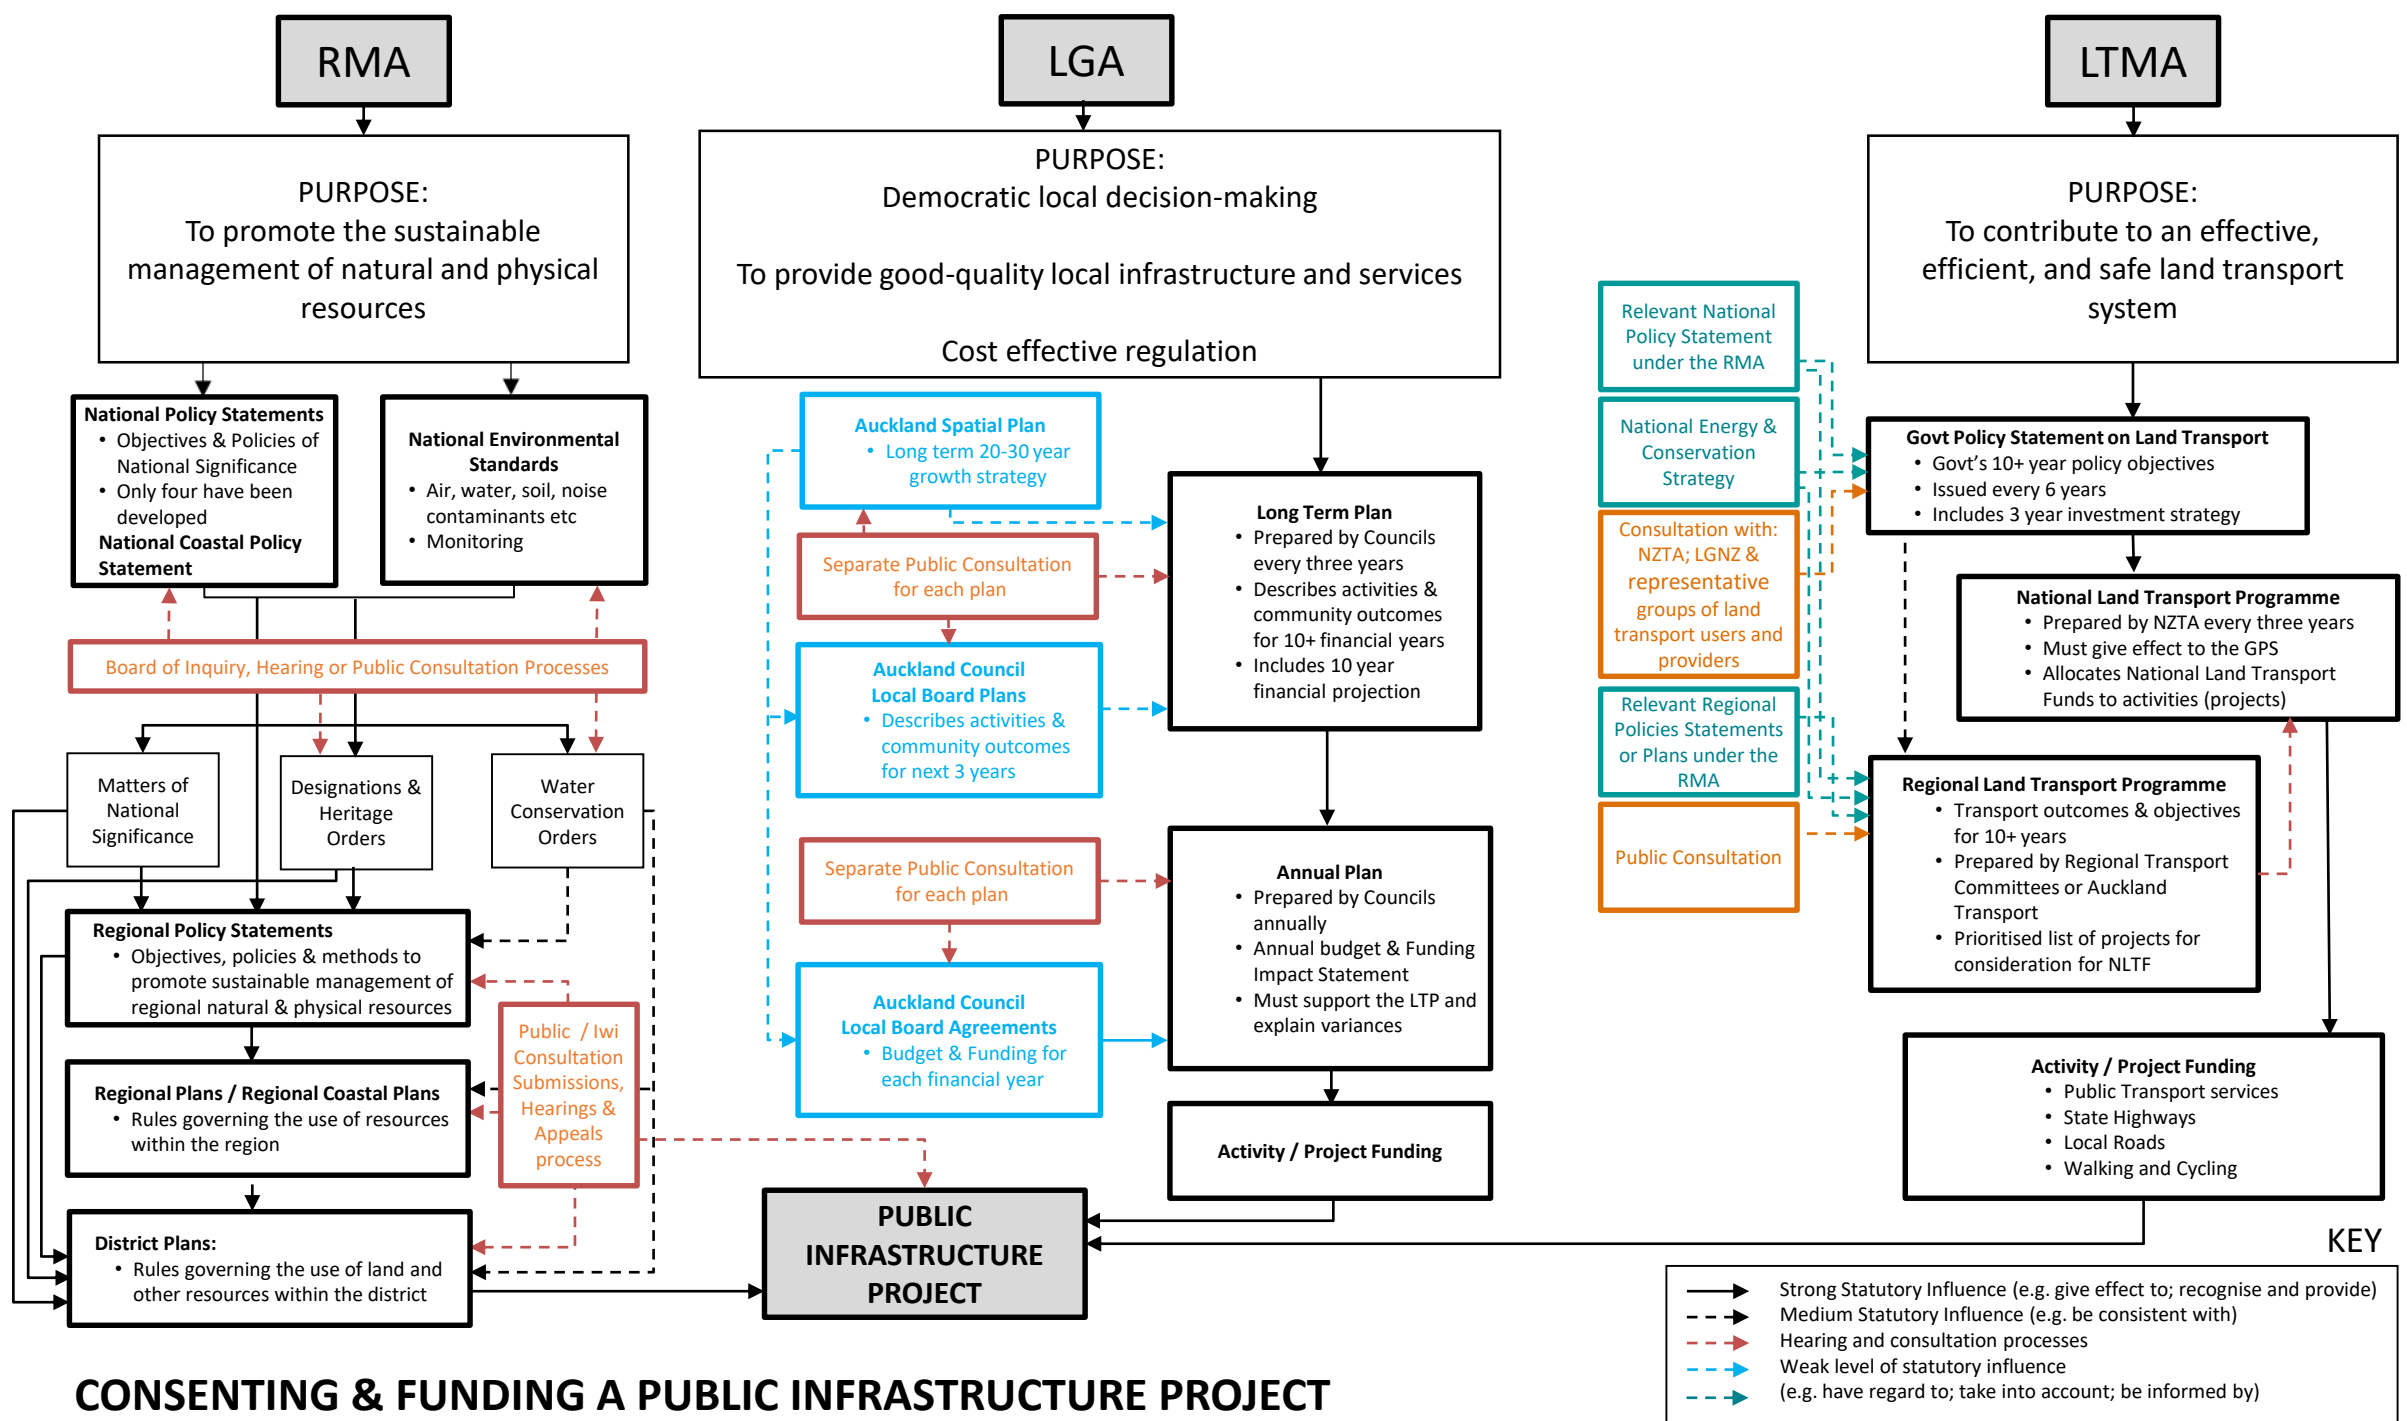 RMA
PURPOSE:
To promote the sustainable
management of natural and physical
resources
National Policy Statements
• Objectives & Policies of
National Significance
• Only four have been
developed
National Coastal Policy
Statement
National Environmental
Standards
• Air, water, soil, noise
contaminants etc
• Monitoring
Board of Inquiry, Hearing or Public Consultation Processes
Matters of
National
Significance
Designations &
Heritage
Orders
Water
Conservation
Orders
Regional Policy Statements
• Objectives, policies & methods to
promote sustainable management of
regional natural & physical resources
Public / Iwi
Consultation
Submissions,
Hearings &
Appeals
process
Regional Plans / Regional Coastal Plans
• Rules governing the use of resources
within the region
District Plans:
• Rules governing the use of land and
other resources within the district
LGA
PURPOSE:
Democratic local decision-making
To provide good-quality local infrastructure and services
Cost effective regulation
Auckland Spatial Plan
• Long term 20-30 year
growth strategy
Separate Public Consultation
for each plan
Auckland Council
Local Board Plans
• Describes activities &
community outcomes
for next 3 years
Long Term Plan
• Prepared by Councils
every three years
• Describes activities &
community outcomes
for 10+ financial years
• Includes 10 year
financial projection
Separate Public Consultation
for each plan
Auckland Council
Local Board Agreements
• Budget & Funding for
each financial year
Annual Plan
• Prepared by Councils
annually
• Annual budget & Funding
Impact Statement
• Must support the LTP and
explain variances
Activity / Project Funding
PUBLIC
INFRASTRUCTURE
PROJECT
LTMA
PURPOSE:
To contribute to an effective,
efficient, and safe land transport
system
Relevant National
Policy Statement
under the RMA
National Energy &
Conservation
Strategy
Consultation with:
NZTA; LGNZ &
representative
groups of land
transport users and
providers
Relevant Regional
Policies Statements
or Plans under the
RMA
Public Consultation
Govt Policy Statement on Land Transport
• Govt's 10+ year policy objectives
• Issued every 6 years
• Includes 3 year investment strategy
National Land Transport Programme
• Prepared by NZTA every three years
• Must give effect to the GPS
• Allocates National Land Transport
Funds to activities (projects)
Regional Land Transport Programme
• Transport outcomes & objectives
for 10+ years
• Prepared by Regional Transport
Committees or Auckland
Transport
• Prioritised list of projects for
consideration for NLTF
Activity / Project Funding
• Public Transport services
• State Highways
• Local Roads
• Walking and Cycling
KEY
Strong Statutory Influence (e.g. give effect to; recognise and provide)
Medium Statutory Influence (e.g. be consistent with)
Hearing and consultation processes
Weak level of statutory influence
(e.g. have regard to; take into account; be informed by)
CONSENTING & FUNDING A PUBLIC INFRASTRUCTURE PROJECT